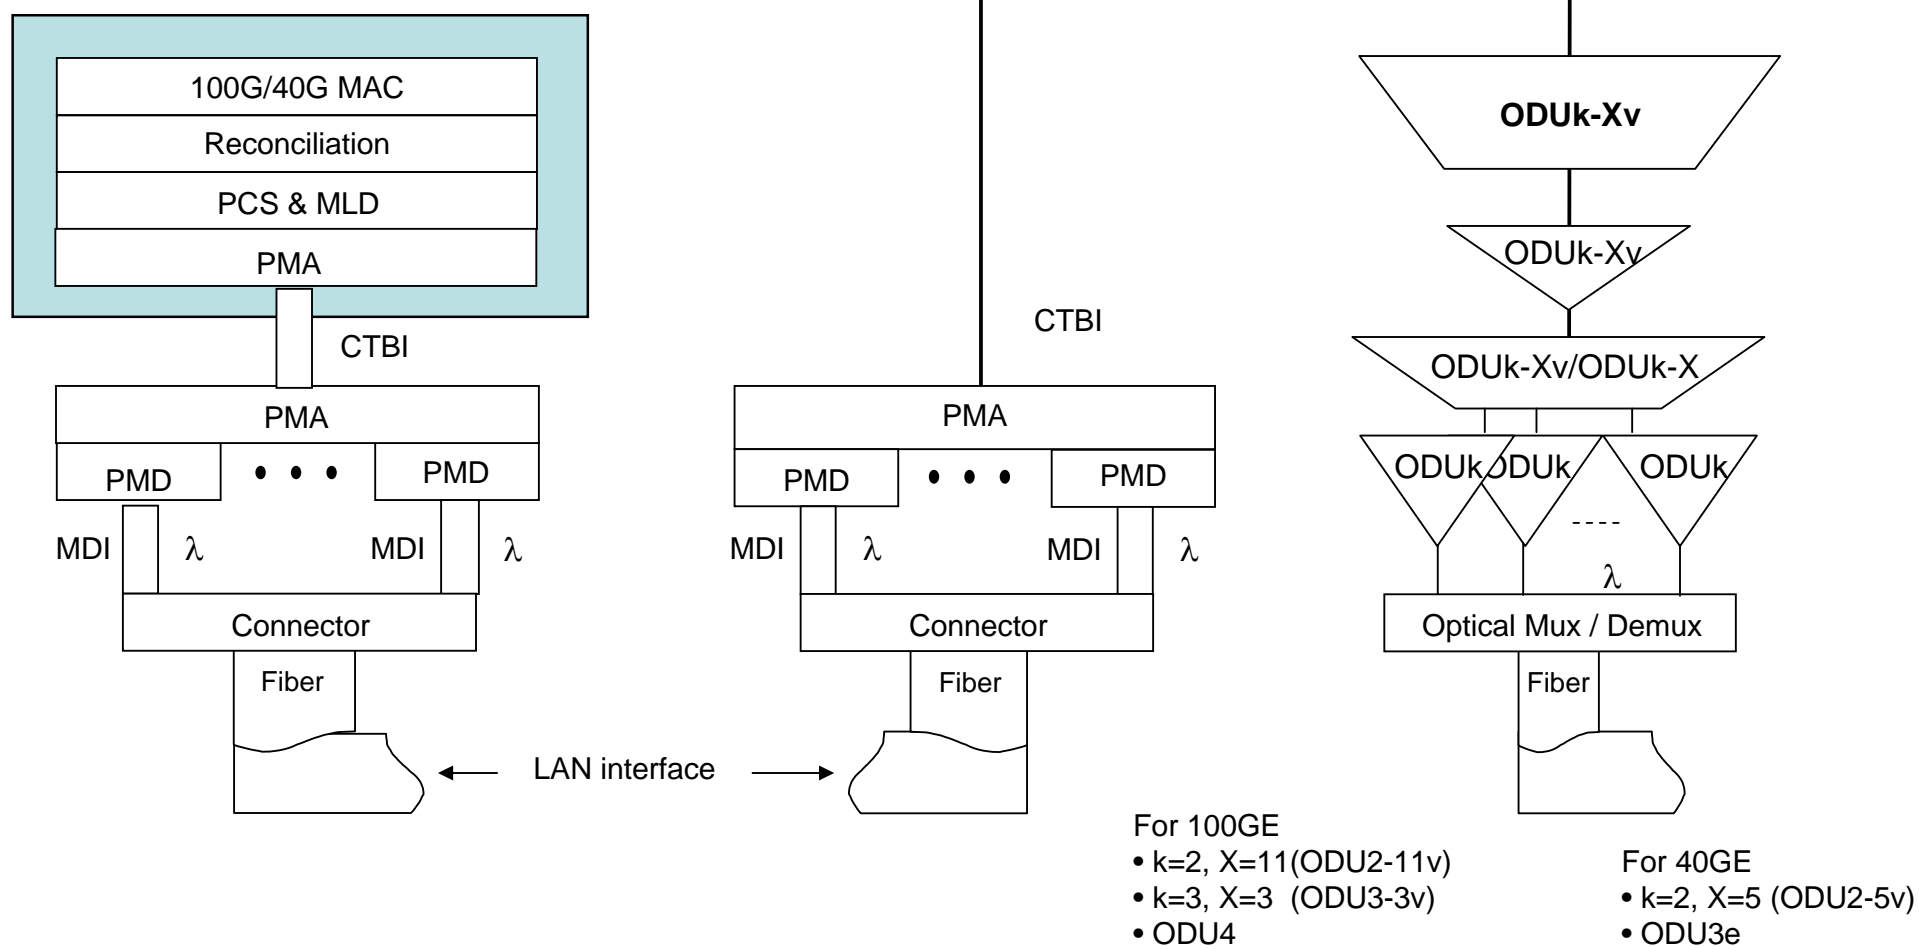 100G/40G MAC
Reconciliation
PCS & MLD
PMA
CTBI
PMA
PMD • • • PMD
MDI λ MDI λ
Connector
Fiber
LAN interface
CTBI
PMA
PMD • • • PMD
MDI λ MDI λ
Connector
Fiber
ODUk-Xv
ODUk-Xv
ODUk-Xv/ODUk-X
ODUk ODUk ODUk
----
λ
Optical Mux / Demux
Fiber
For 100GE
• k=2, X=11(ODU2-11v)
• k=3, X=3 (ODU3-3v)
• ODU4
For 40GE
• k=2, X=5 (ODU2-5v)
• ODU3e